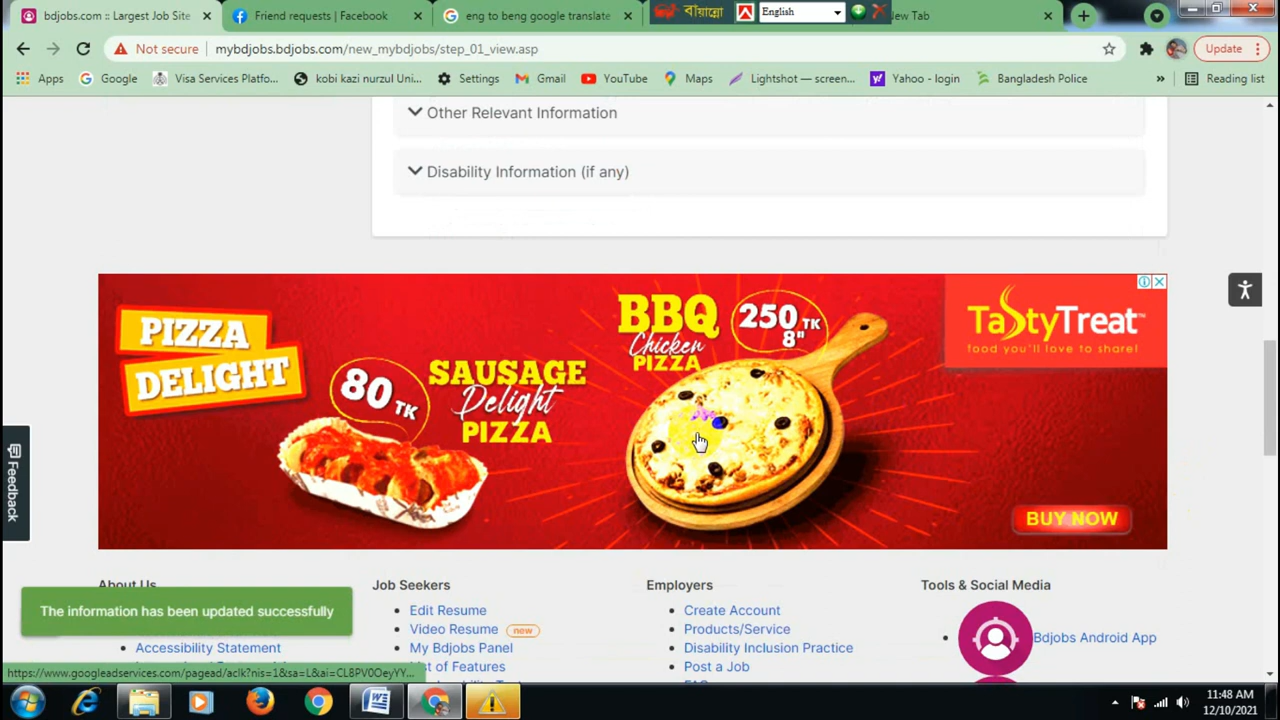 bdjobs.com :: Largest Job Site
Friend requests | Facebook
eng to beng google translate
বায়ান্নো
English
New Tab
Not secure
mybdjobs.bdjobs.com/new_mybdjobs/step_01_view.asp
Update
Apps
Google
Visa Services Platfo...
kobi kazi nurzul Uni...
Settings
Gmail
YouTube
Maps
Lightshot — screen...
Yahoo - login
Bangladesh Police
»
Reading list
Other Relevant Information
Disability Information (if any)
PIZZA
DELIGHT
80 TK
SAUSAGE
Delight
PIZZA
BBQ
Chicken
PIZZA
250 TK
8"
TaStyTreat™
food you'll love to share!
BUY NOW
Feedback
About Us
Job Seekers
Employers
Tools & Social Media
The information has been updated successfully
Accessibility Statement
Edit Resume
Video Resume new
My Bdjobs Panel
List of Features
Create Account
Products/Service
Disability Inclusion Practice
Post a Job
FAQ
Bdjobs Android App
https://www.googleadservices.com/pagead/aclk?nis=1&sa=L&ai=CL8PV0OeyYY...
11:48 AM
12/10/2021